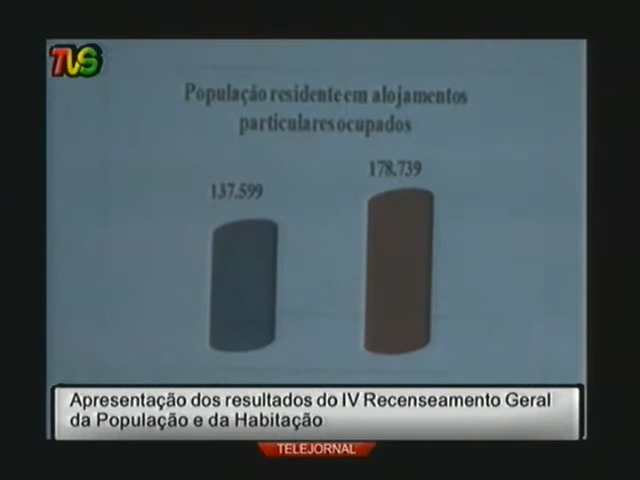 TVS
População residente em alojamentos
particulares ocupados
137.599
178.739
Apresentação dos resultados do IV Recenseamento Geral
da População e da Habitação
TELEJORNAL